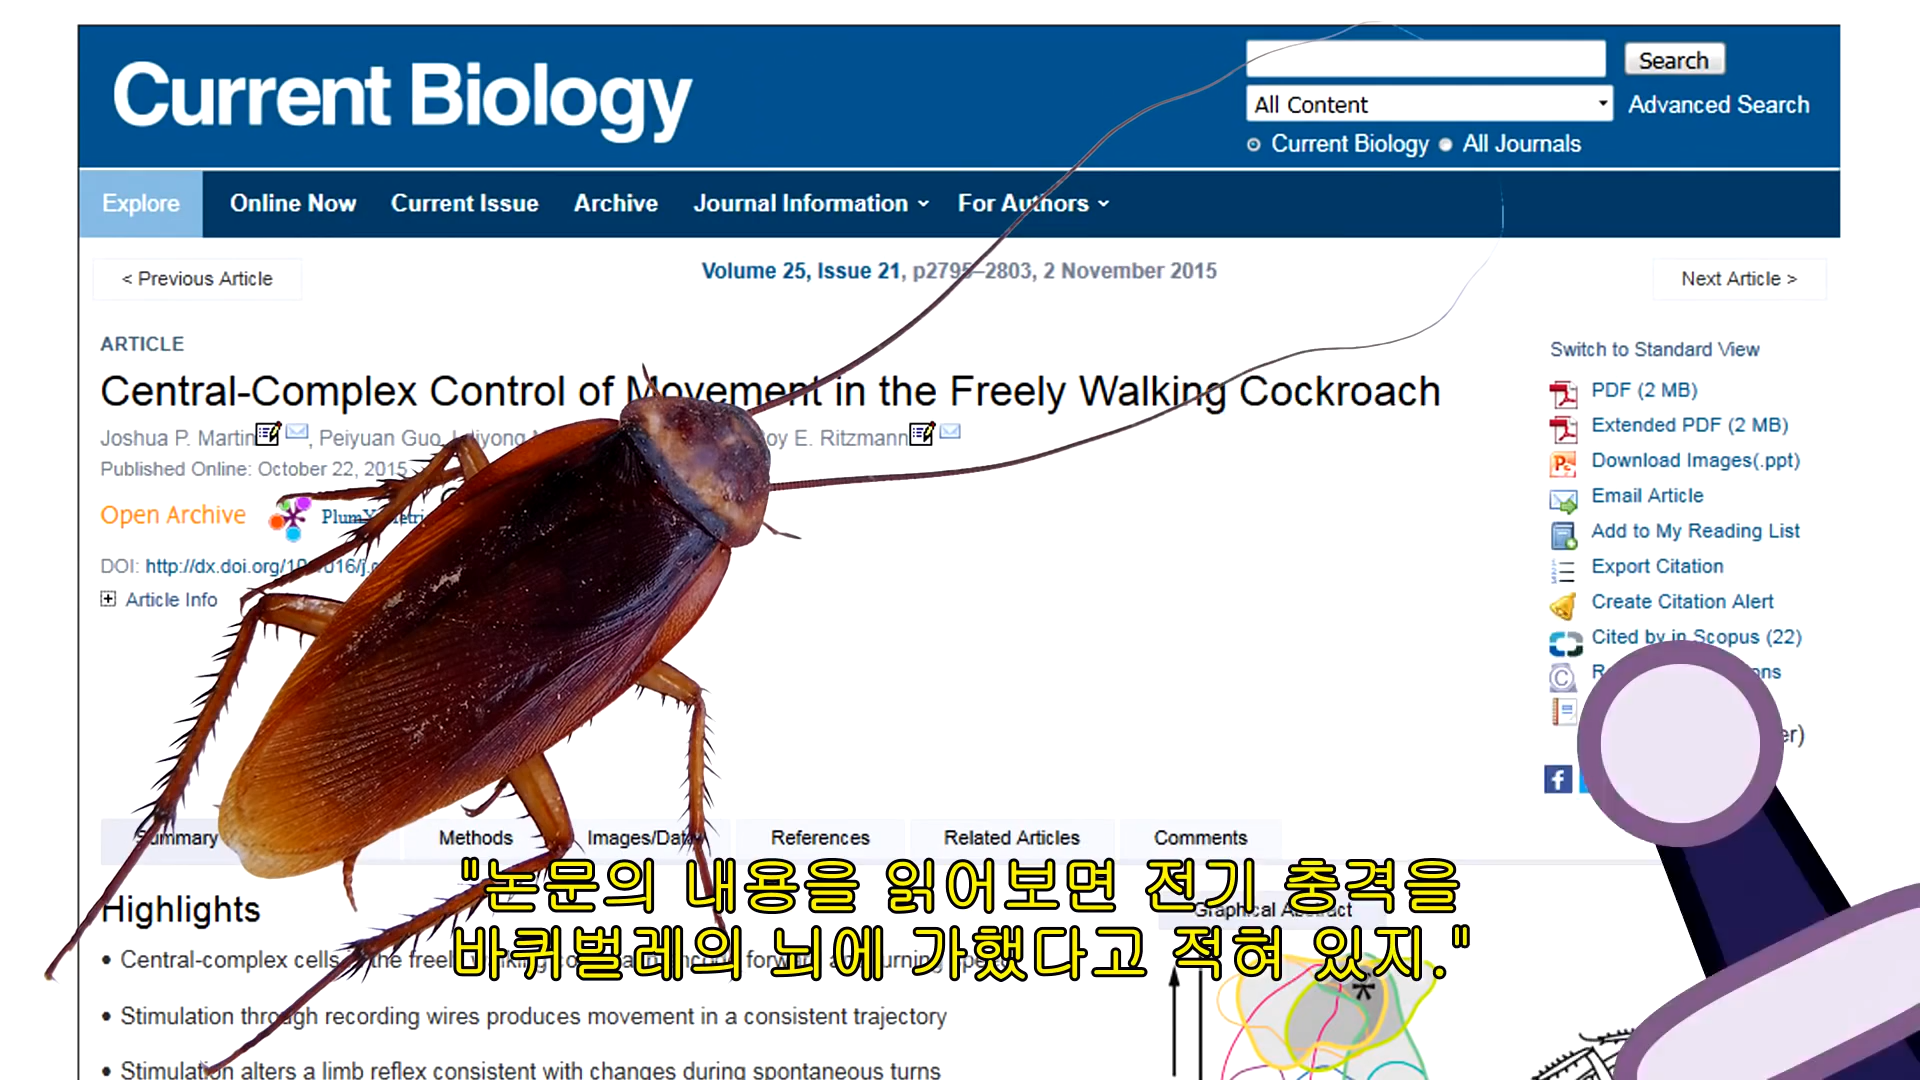 Current Biology
Search
All Content
Advanced Search
Current Biology All Journals
Explore Online Now Current Issue Archive Journal Information For Authors
< Previous Article
Volume 25, Issue 21, p2795–2803, 2 November 2015
Next Article >
ARTICLE
Central-Complex Control of Movement in the Freely Walking Cockroach
Joshua P. Martin, Peiyuan Guo, E. Ritzmann
Published Online: October 22, 2015
Open Archive
DOI: http://dx.doi.org/
Article Info
Switch to Standard View
PDF (2 MB)
Extended PDF (2 MB)
Download Images(.ppt)
Email Article
Add to My Reading List
Export Citation
Create Citation Alert
Cited by in Scopus (22)
Summary Methods Images/Data References Related Articles Comments
"논문의 내용을 읽어보면 전기 충격을
바퀴벌레의 뇌에 가했다고 적혀 있지."
Highlights
Graphical Abstract
• Central-complex cells the
• Stimulation through recording wires produces movement in a consistent trajectory
• Stimulation alters a limb reflex consistent with changes during spontaneous turns